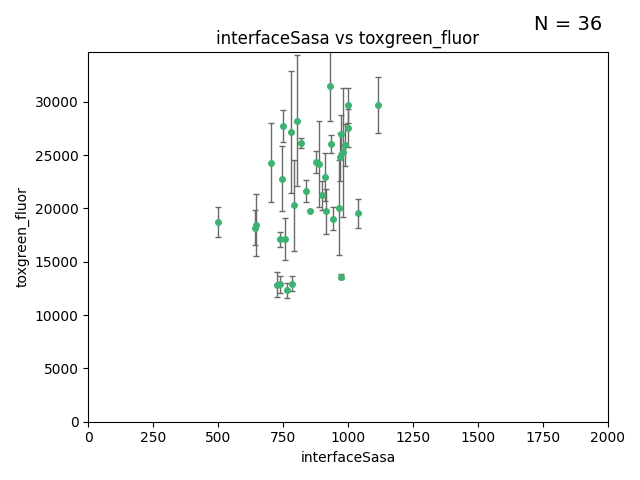 N = 36
interfaceSasa vs toxgreen_fluor
30000
25000
20000
15000
10000
5000
0
toxgreen_fluor
0 250 500 750 1000 1250 1500 1750 2000
interfaceSasa